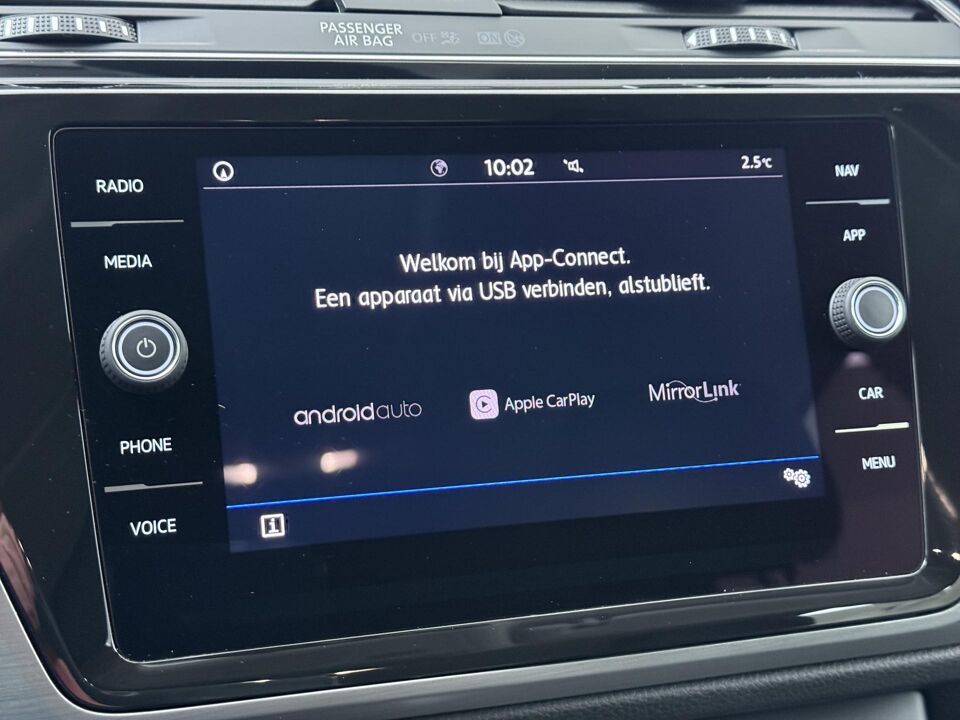 PASSENGER
AIR BAG
OFF
ON
10:02
2.5°C
RADIO
MEDIA
PHONE
VOICE
Welkom bij App-Connect.
Een apparaat via USB verbinden, alstublieft.
androidauto
Apple CarPlay
MirrorLink
i
NAV
APP
CAR
MENU